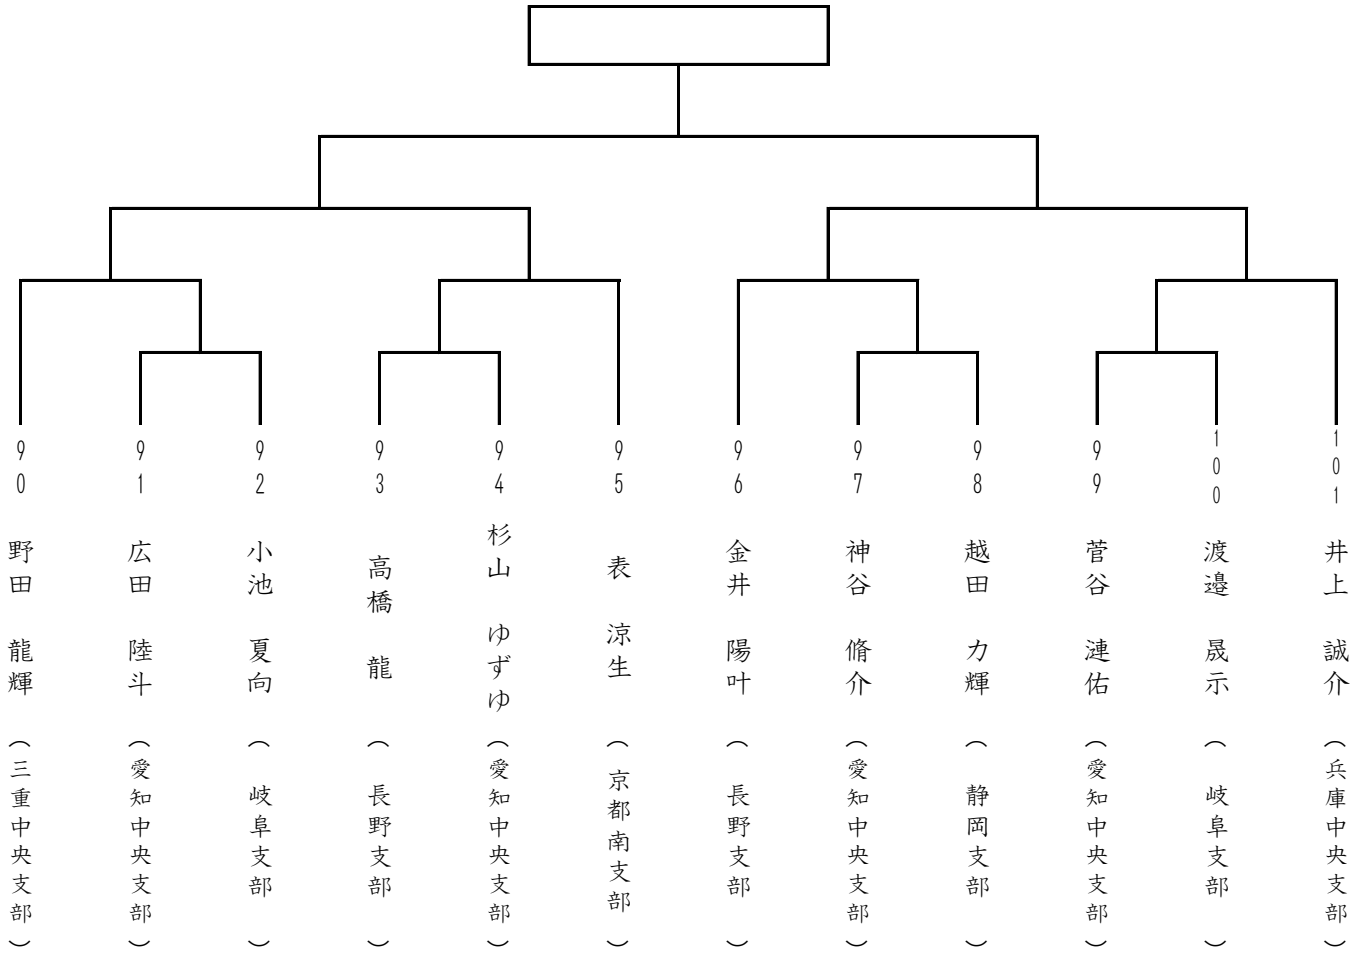 90 野田 龍輝 (三重中央支部)
91 広田 陸斗 (愛知中央支部)
92 小池 夏向 (岐阜支部)
93 高橋 龍 (長野支部)
94 杉山 ゆずゆ (愛知中央支部)
95 表 涼生 (京都南支部)
96 金井 陽叶 (長野支部)
97 神谷 脩介 (愛知中央支部)
98 越田 力輝 (静岡支部)
99 菅谷 漣佑 (愛知中央支部)
100 渡邉 晟示 (岐阜支部)
101 井上 誠介 (兵庫中央支部)